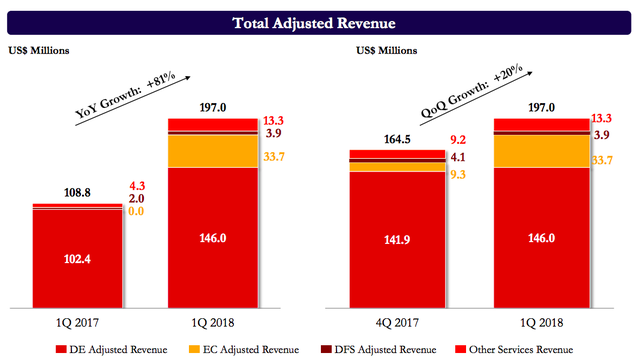 Total Adjusted Revenue
US$ Millions
YoY Growth: +81%
197.0
13.3
3.9
33.7
108.8
4.3
2.0
0.0
102.4
146.0
1Q 2017
1Q 2018
US$ Millions
QoQ Growth: +20%
197.0
13.3
3.9
33.7
164.5
9.2
4.1
9.3
141.9
146.0
4Q 2017
1Q 2018
DE Adjusted Revenue
EC Adjusted Revenue
DFS Adjusted Revenue
Other Services Revenue